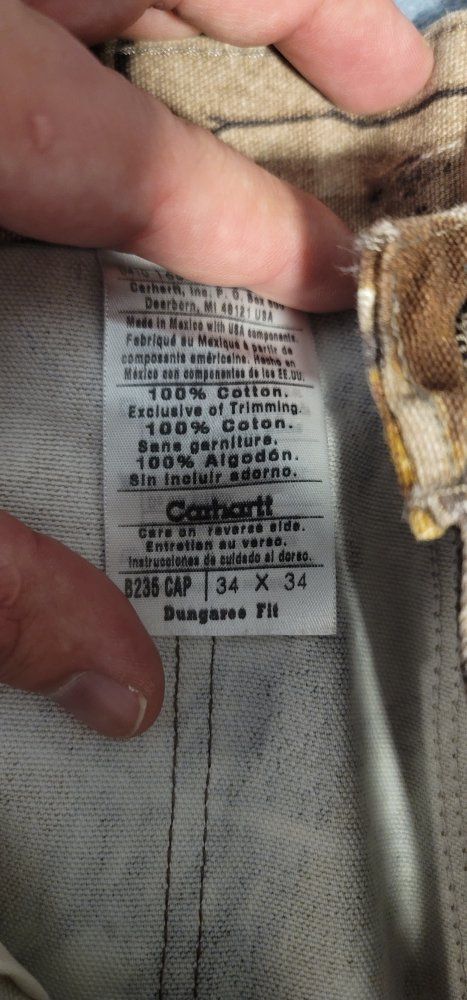 Carhartt, Inc. P. O. Box
Dearborn, MI 48121 USA
Made in Mexico with USA components.
Fabriqué au Mexique à partir de
composants américains. Hecho en
México con componentes de los EE.UU.
100% Cotton.
Exclusive of Trimming.
100% Coton.
Sans garniture.
100% Algodón.
Sin incluir adorno.
Carhartt
Care on reverse side.
Entretien au verso.
Instrucciones de cuidado al dorso.
B235 CAP 34 X 34
Dungaree Fit